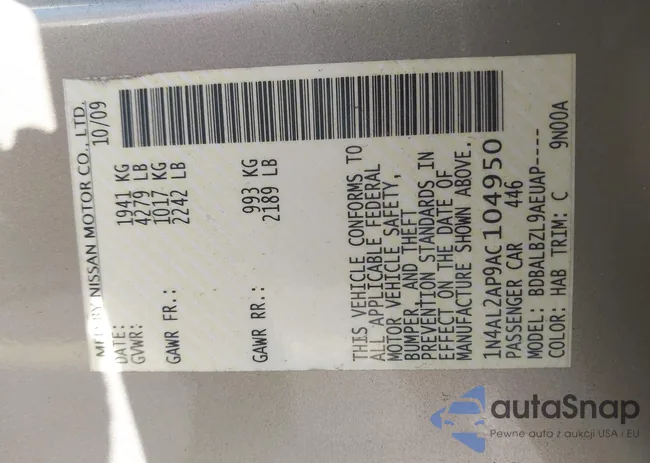 MFD BY NISSAN MOTOR CO., LTD.
DATE: 10/09
GVWR: 1941 KG
4279 LB
GAWR FR.: 1017 KG
2242 LB
GAWR RR.: 993 KG
2189 LB
THIS VEHICLE CONFORMS TO
ALL APPLICABLE FEDERAL
MOTOR VEHICLE SAFETY,
BUMPER, AND THEFT
PREVENTION STANDARDS IN
EFFECT ON THE DATE OF
MANUFACTURE SHOWN ABOVE.
1N4AL2AP9AC104950
PASSENGER CAR 446
MODEL: BDBALBZL9AEUAP----
COLOR: HAB TRIM: C 9N00A
autaSnap
Pewne auta z aukcji USA i EU